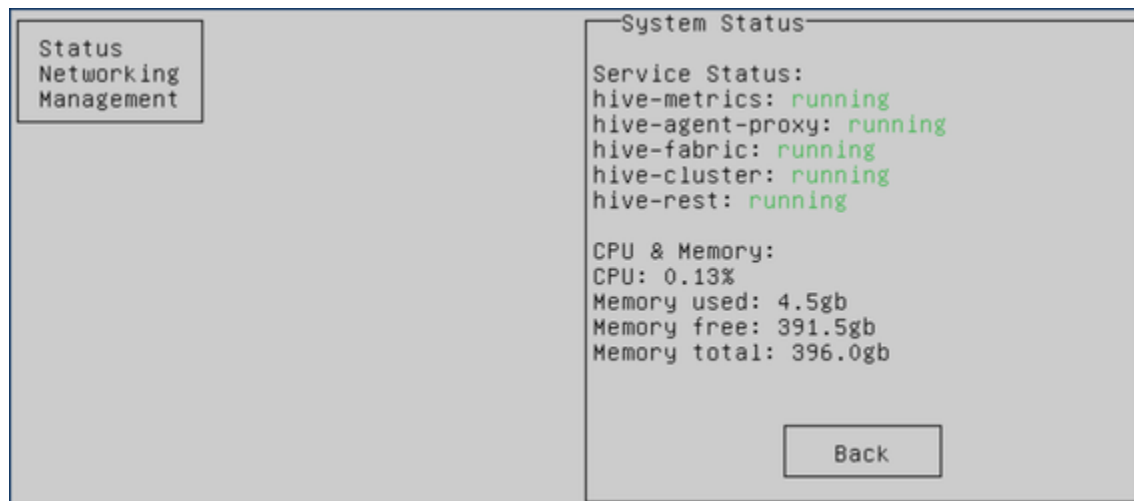 Status
Networking
Management
System Status
Service Status:
hive-metrics: running
hive-agent-proxy: running
hive-fabric: running
hive-cluster: running
hive-rest: running
CPU & Memory:
CPU: 0.13%
Memory used: 4.5gb
Memory free: 391.5gb
Memory total: 396.0gb
Back